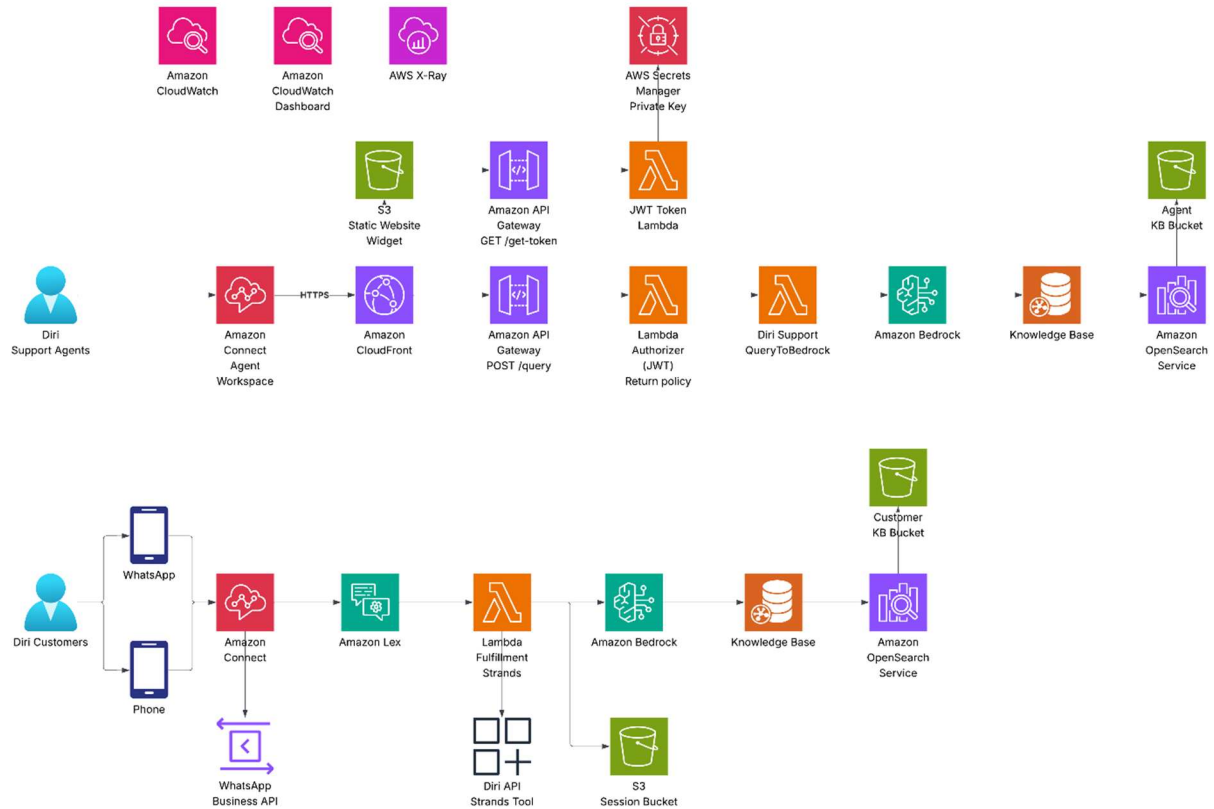 Amazon
CloudWatch
Amazon
CloudWatch
Dashboard
AWS X-Ray
AWS Secrets
Manager
Private Key
S3
Static Website
Widget
Amazon API
Gateway
GET /get-token
JWT Token
Lambda
Agent
KB Bucket
Diri
Support Agents
Amazon
Connect
Agent
Workspace
HTTPS
Amazon
CloudFront
Amazon API
Gateway
POST /query
Lambda
Authorizer
(JWT)
Return policy
Diri Support
QueryToBedrock
Amazon Bedrock
Knowledge Base
Amazon
OpenSearch
Service
Customer
KB Bucket
WhatsApp
Diri Customers
Phone
Amazon
Connect
Amazon Lex
Lambda
Fulfillment
Strands
Amazon Bedrock
Knowledge Base
Amazon
OpenSearch
Service
WhatsApp
Business API
Diri API
Strands Tool
S3
Session Bucket